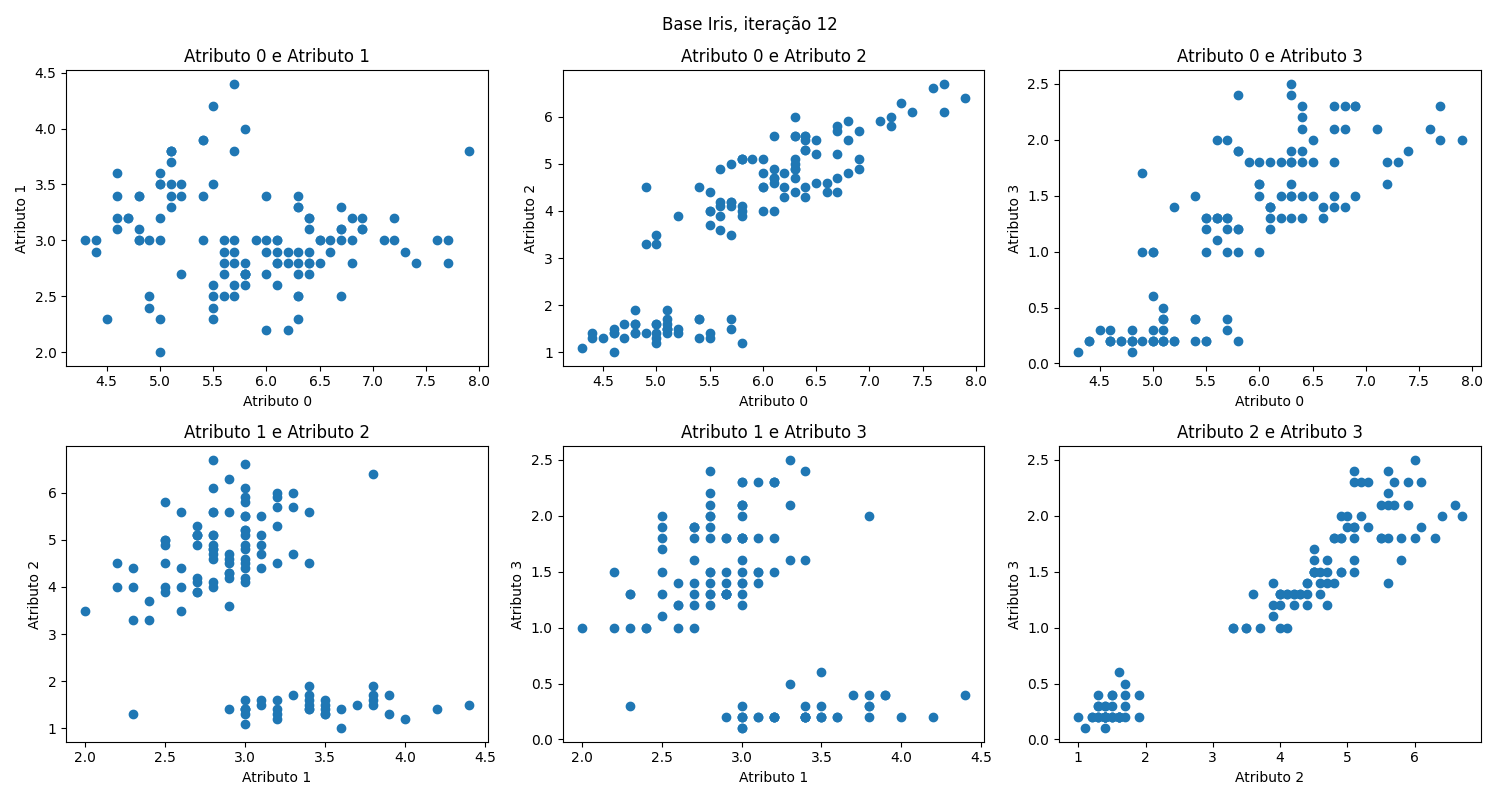 Base Iris, iteração 12
Atributo 0 e Atributo 1
Atributo 1
4.5
4.0
3.5
3.0
2.5
2.0
4.5 5.0 5.5 6.0 6.5 7.0 7.5 8.0
Atributo 0
Atributo 0 e Atributo 2
Atributo 2
6
5
4
3
2
1
4.5 5.0 5.5 6.0 6.5 7.0 7.5 8.0
Atributo 0
Atributo 0 e Atributo 3
Atributo 3
2.5
2.0
1.5
1.0
0.5
0.0
4.5 5.0 5.5 6.0 6.5 7.0 7.5 8.0
Atributo 0
Atributo 1 e Atributo 2
Atributo 2
6
5
4
3
2
1
2.0 2.5 3.0 3.5 4.0 4.5
Atributo 1
Atributo 1 e Atributo 3
Atributo 3
2.5
2.0
1.5
1.0
0.5
0.0
2.0 2.5 3.0 3.5 4.0 4.5
Atributo 1
Atributo 2 e Atributo 3
Atributo 3
2.5
2.0
1.5
1.0
0.5
0.0
1 2 3 4 5 6
Atributo 2